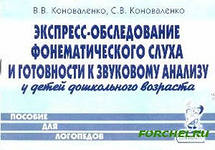 В.В. Коноваленко, С.В. Коноваленко
ЭКСПРЕСС-ОБСЛЕДОВАНИЕ
ФОНЕМАТИЧЕСКОГО СЛУХА
И ГОТОВНОСТИ К ЗВУКОВОМУ АНАЛИЗУ
у детей дошкольного возраста
ПОСОБИЕ ДЛЯ ЛОГОПЕДОВ
FORCHEL.RU